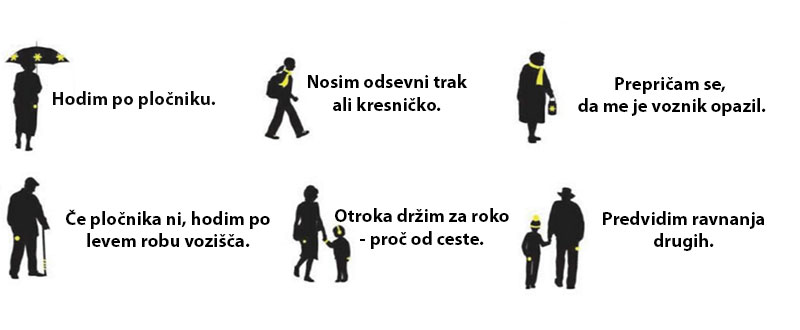 Hodim po pločniku.
Nosim odsevni trak
ali kresničko.
Prepričam se,
da me je voznik opazil.
Če pločnika ni, hodim po
levem robu vozišča.
Otroka držim za roko
- proč od ceste.
Predvidim ravnanja
drugih.